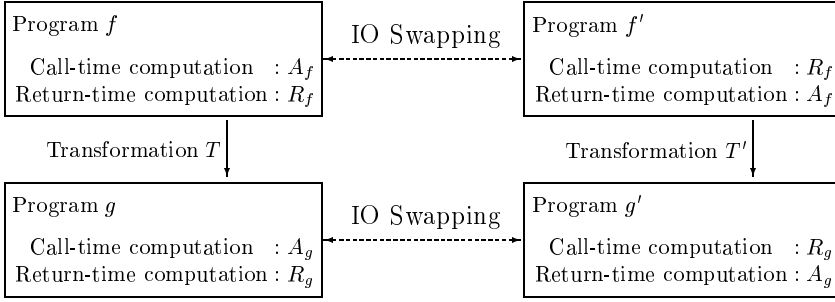 Program f
Call-time computation : A_f
Return-time computation : R_f
IO Swapping
Program f′
Call-time computation : R_f
Return-time computation : A_f
Transformation T
Transformation T′
Program g
Call-time computation : A_g
Return-time computation : R_g
IO Swapping
Program g′
Call-time computation : R_g
Return-time computation : A_g